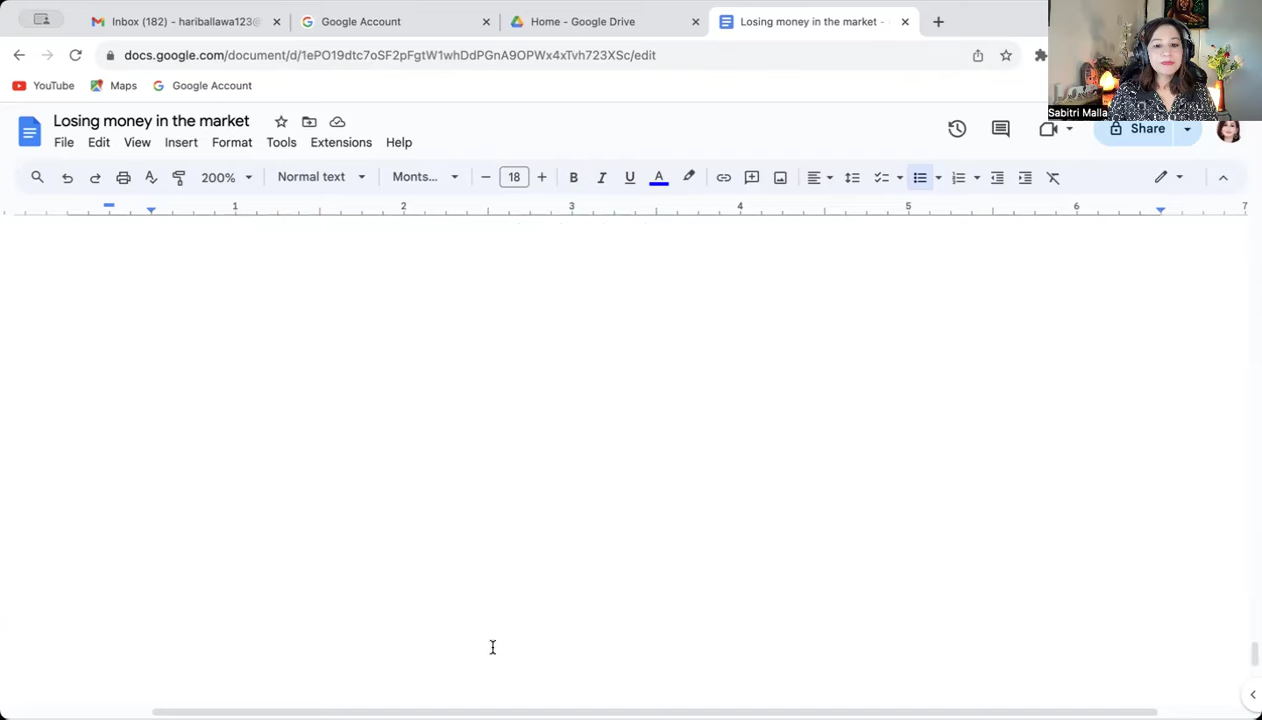 Inbox (182) - hariballawa123@
Google Account
Home - Google Drive
Losing money in the market -
docs.google.com/document/d/1ePO19dtc7oSF2pFgtW1whDdPGnA9OPWx4xTvh723XSc/edit
YouTube
Maps
Google Account
Sabitri Malla
Losing money in the market
File Edit View Insert Format Tools Extensions Help
Share
200% Normal text Monts... 18 B I U A
1 2 3 4 5 6 7